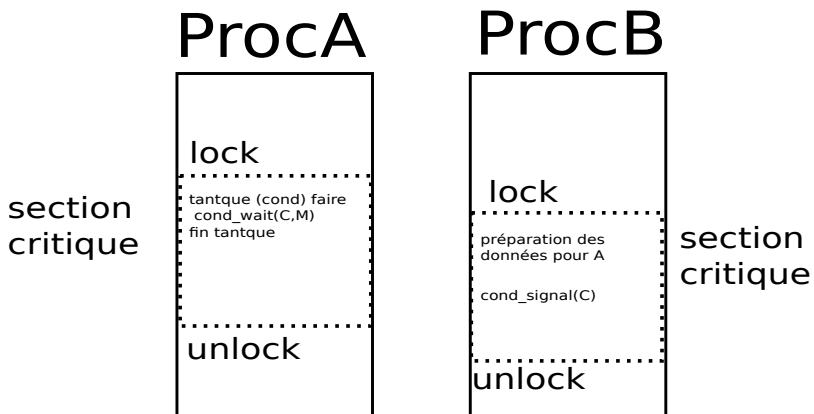 ProcA
ProcB
lock
section
critique
tantque (cond) faire
cond_wait(C,M)
fin tantque
unlock
lock
préparation des
données pour A
cond_signal(C)
section
critique
unlock